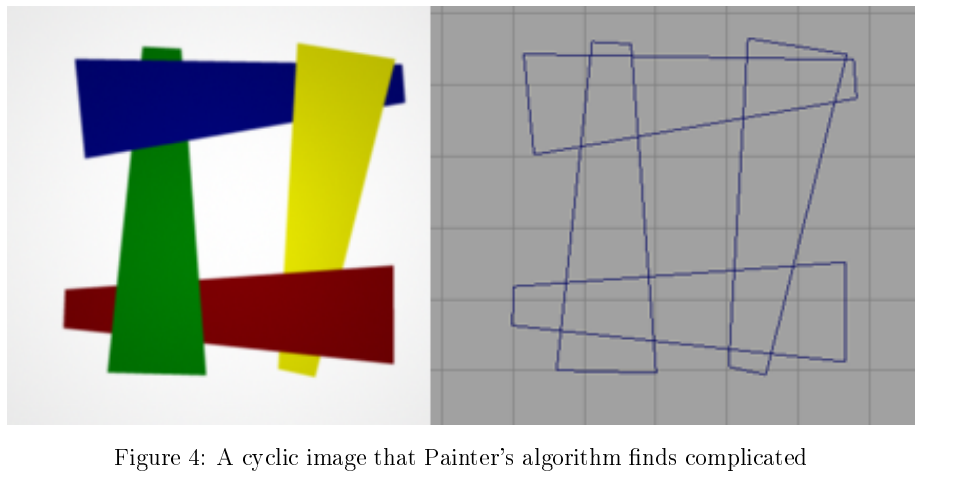 Figure 4: A cyclic image that Painter's algorithm finds complicated